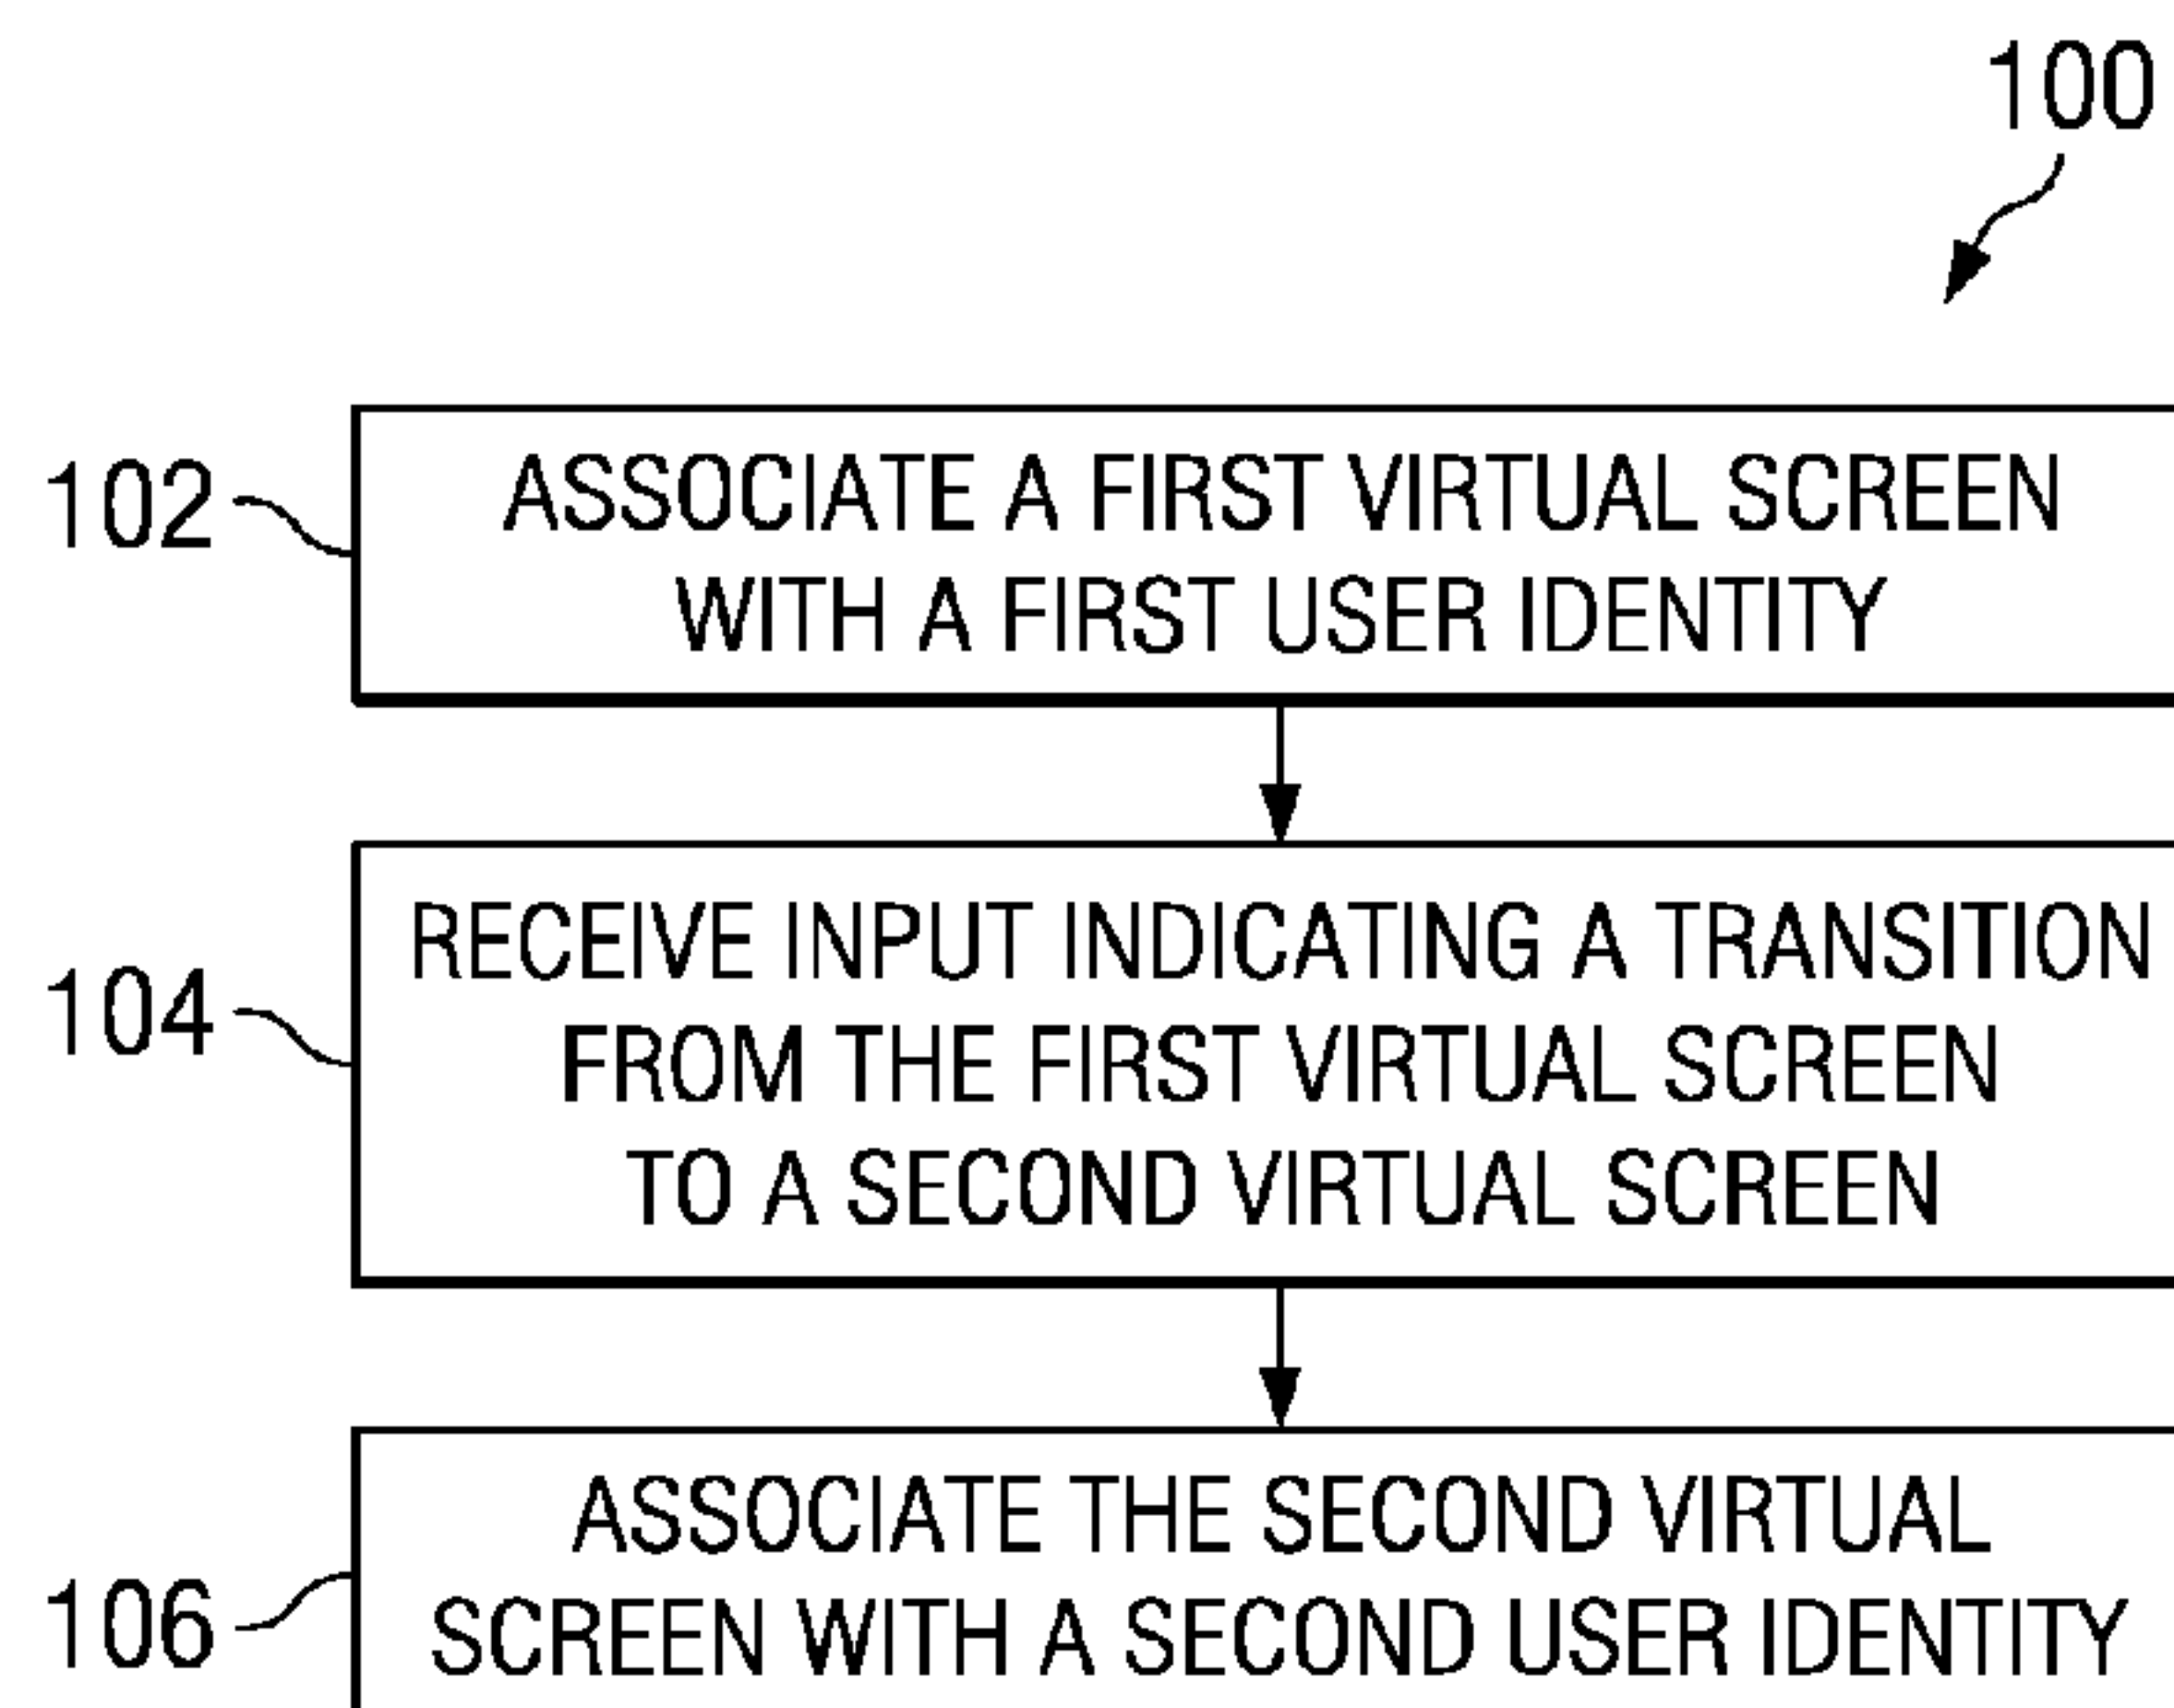 100
102
ASSOCIATE A FIRST VIRTUAL SCREEN
WITH A FIRST USER IDENTITY
104
RECEIVE INPUT INDICATING A TRANSITION
FROM THE FIRST VIRTUAL SCREEN
TO A SECOND VIRTUAL SCREEN
106
ASSOCIATE THE SECOND VIRTUAL
SCREEN WITH A SECOND USER IDENTITY